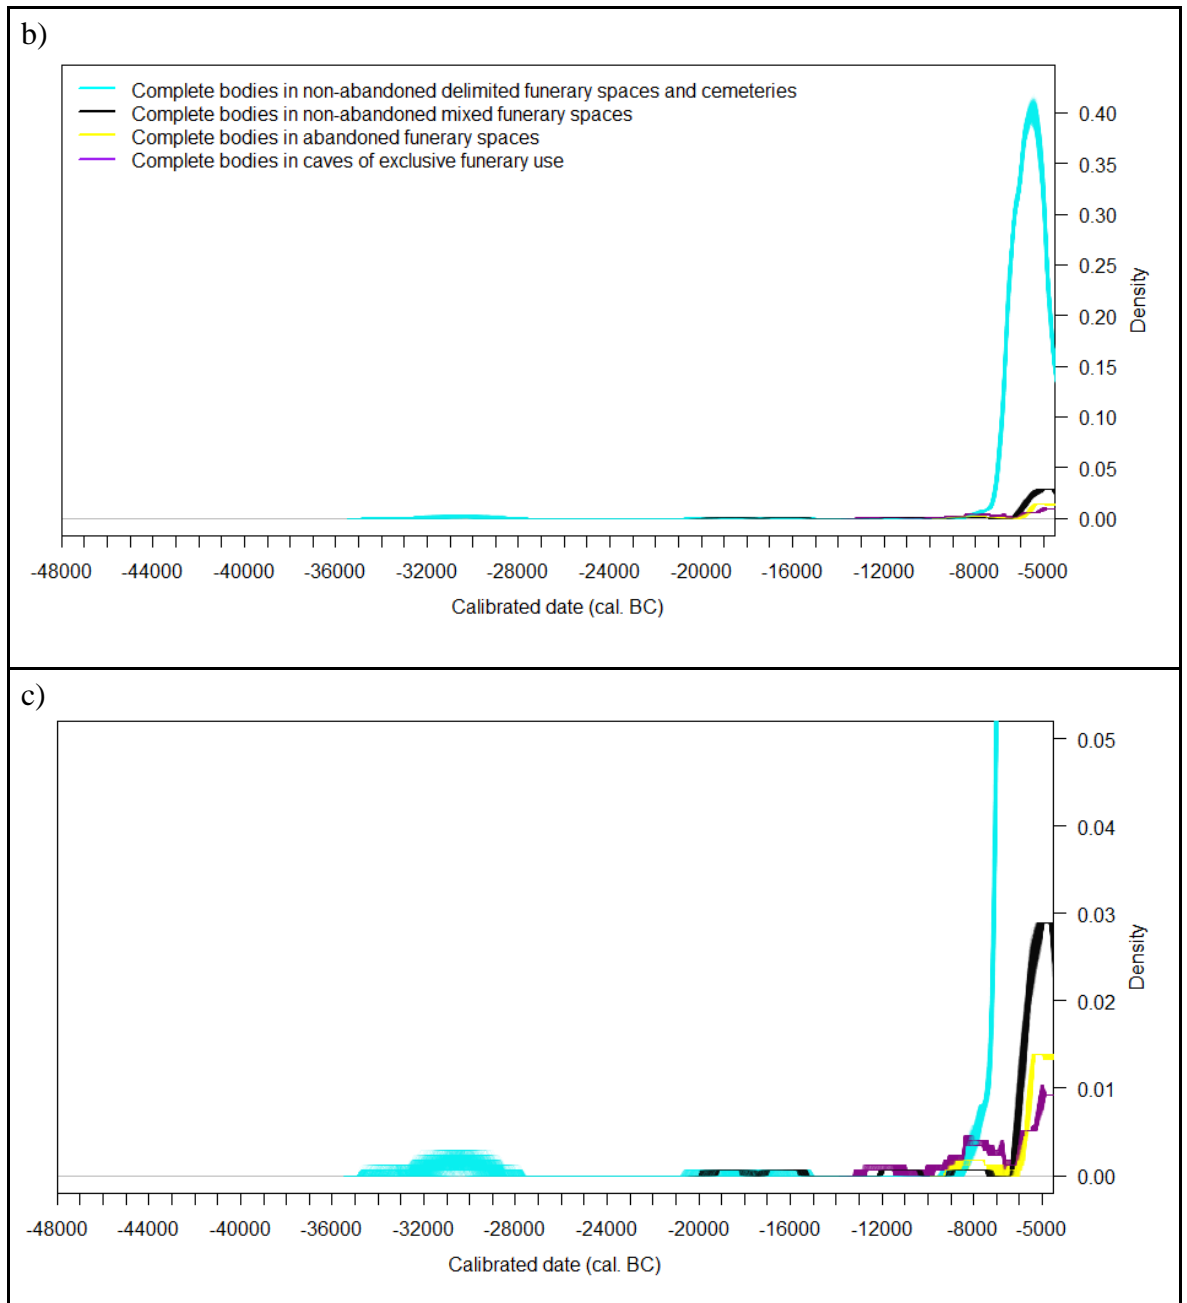 b)
Complete bodies in non-abandoned delimited funerary spaces and cemeteries
Complete bodies in non-abandoned mixed funerary spaces
Complete bodies in abandoned funerary spaces
Complete bodies in caves of exclusive funerary use
0.40
0.35
0.30
0.25
0.20
0.15
0.10
0.05
0.00
Density
-48000 -44000 -40000 -36000 -32000 -28000 -24000 -20000 -16000 -12000 -8000 -5000
Calibrated date (cal. BC)
c)
0.05
0.04
0.03
0.02
0.01
0.00
Density
-48000 -44000 -40000 -36000 -32000 -28000 -24000 -20000 -16000 -12000 -8000 -5000
Calibrated date (cal. BC)